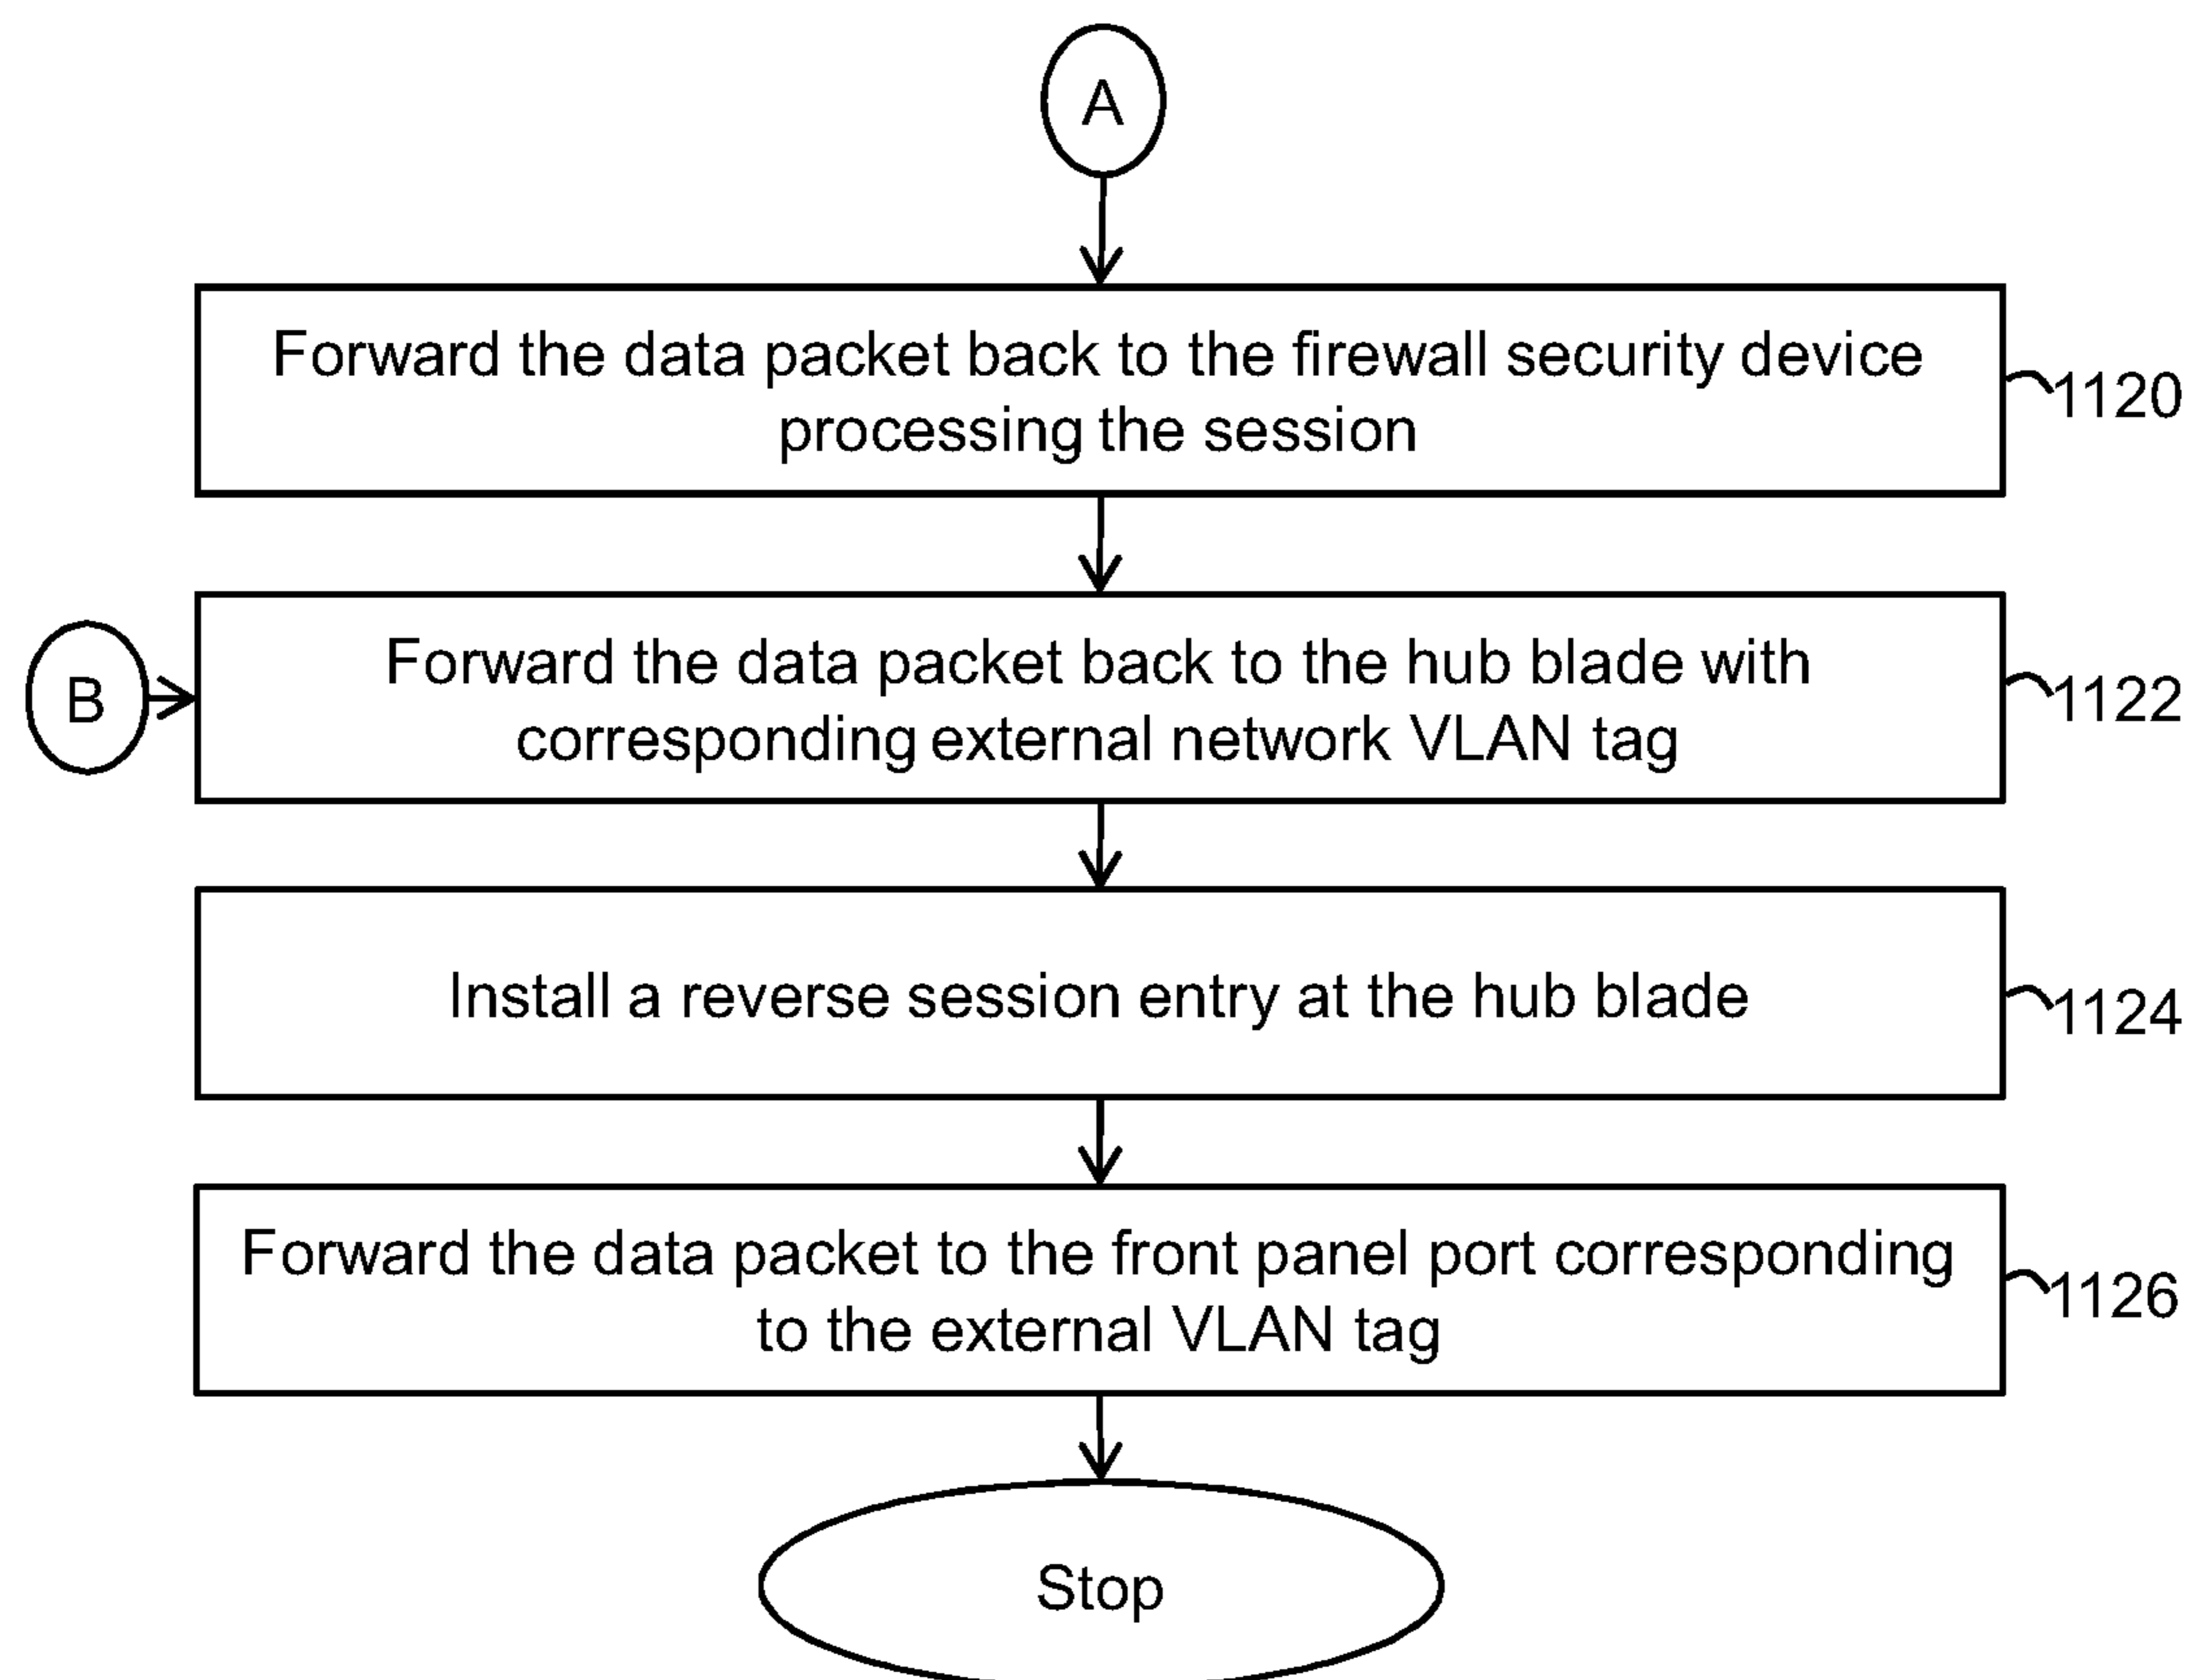 A
Forward the data packet back to the firewall security device
processing the session
1120
Forward the data packet back to the hub blade with
corresponding external network VLAN tag
1122
B
Install a reverse session entry at the hub blade
1124
Forward the data packet to the front panel port corresponding
to the external VLAN tag
1126
Stop